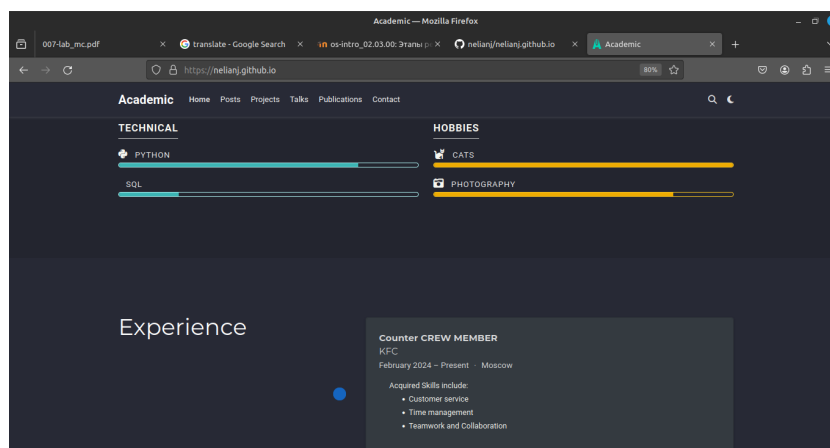 Academic — Mozilla Firefox
007-lab_mc.pdf
translate - Google Search
os-intro_02.03.00: Этапы
nelianj/nelianj.github.io
Academic
https://nelianj.github.io
80%
Academic
Home Posts Projects Talks Publications Contact
TECHNICAL
PYTHON
SQL
HOBBIES
CATS
PHOTOGRAPHY
Experience
Counter CREW MEMBER
KFC
February 2024 – Present · Moscow
Acquired Skills include:
• Customer service
• Time management
• Teamwork and Collaboration